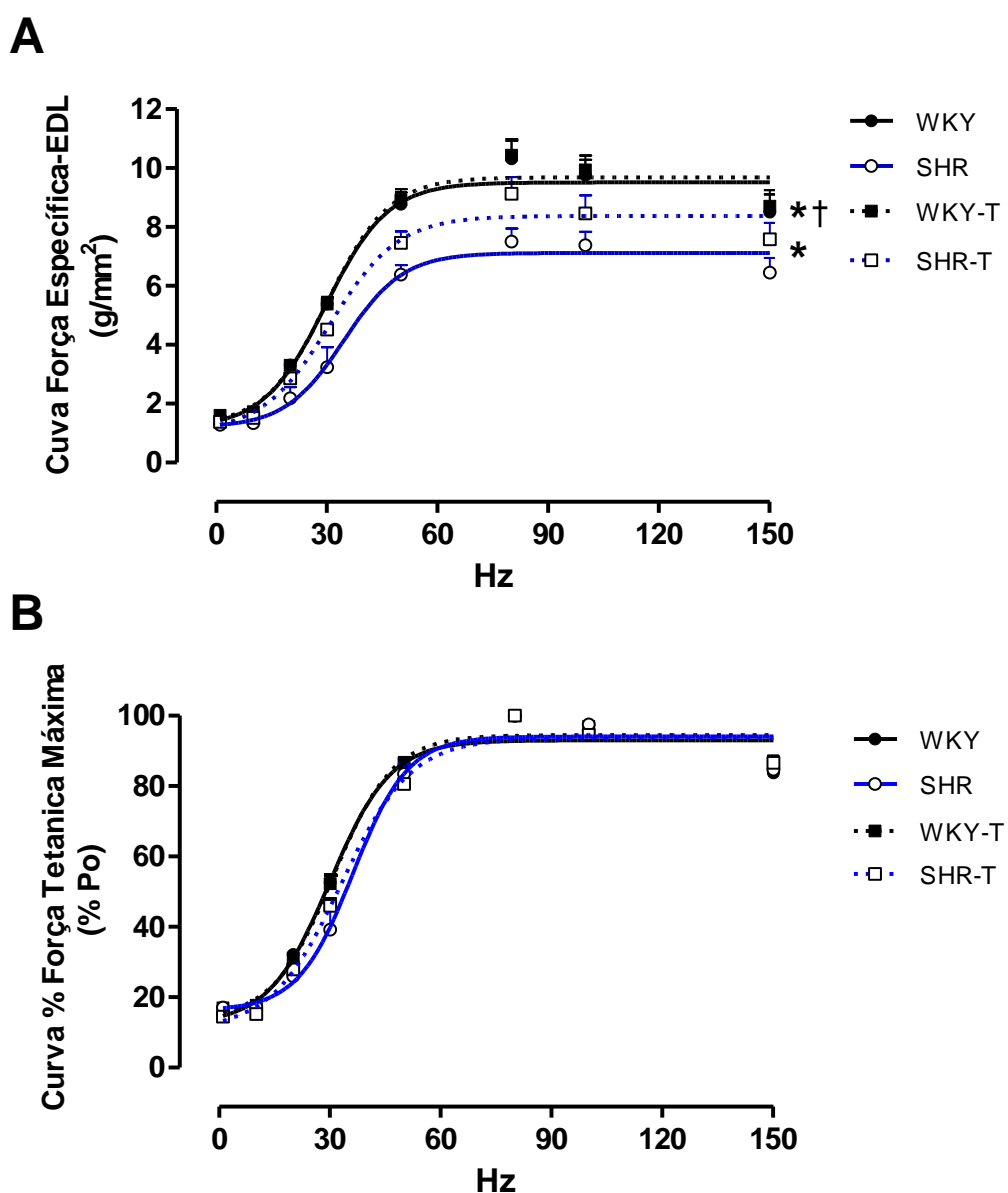 A
Cuva Força Específica-EDL
(g/mm²)
12
10
8
6
4
2
0
0 30 60 90 120 150
Hz
*†
*
WKY
SHR
WKY-T
SHR-T
B
Curva % Força Tetanica Máxima
(% Po)
100
80
60
40
20
0
0 30 60 90 120 150
Hz
WKY
SHR
WKY-T
SHR-T